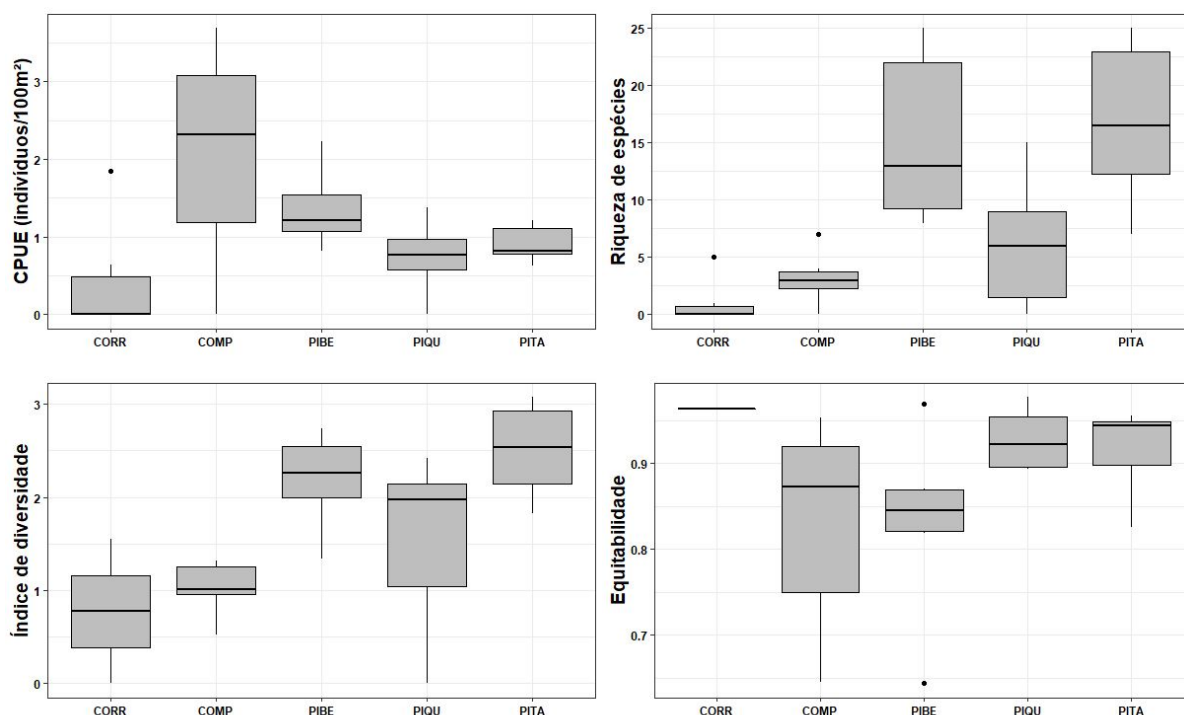 CPUE (indivíduos/100m²)
3
2
1
0
CORR COMP PIBE PIQU PITA
Riqueza de espécies
25
20
15
10
5
0
CORR COMP PIBE PIQU PITA
Índice de diversidade
3
2
1
0
CORR COMP PIBE PIQU PITA
Equitabilidade
0.9
0.8
0.7
CORR COMP PIBE PIQU PITA